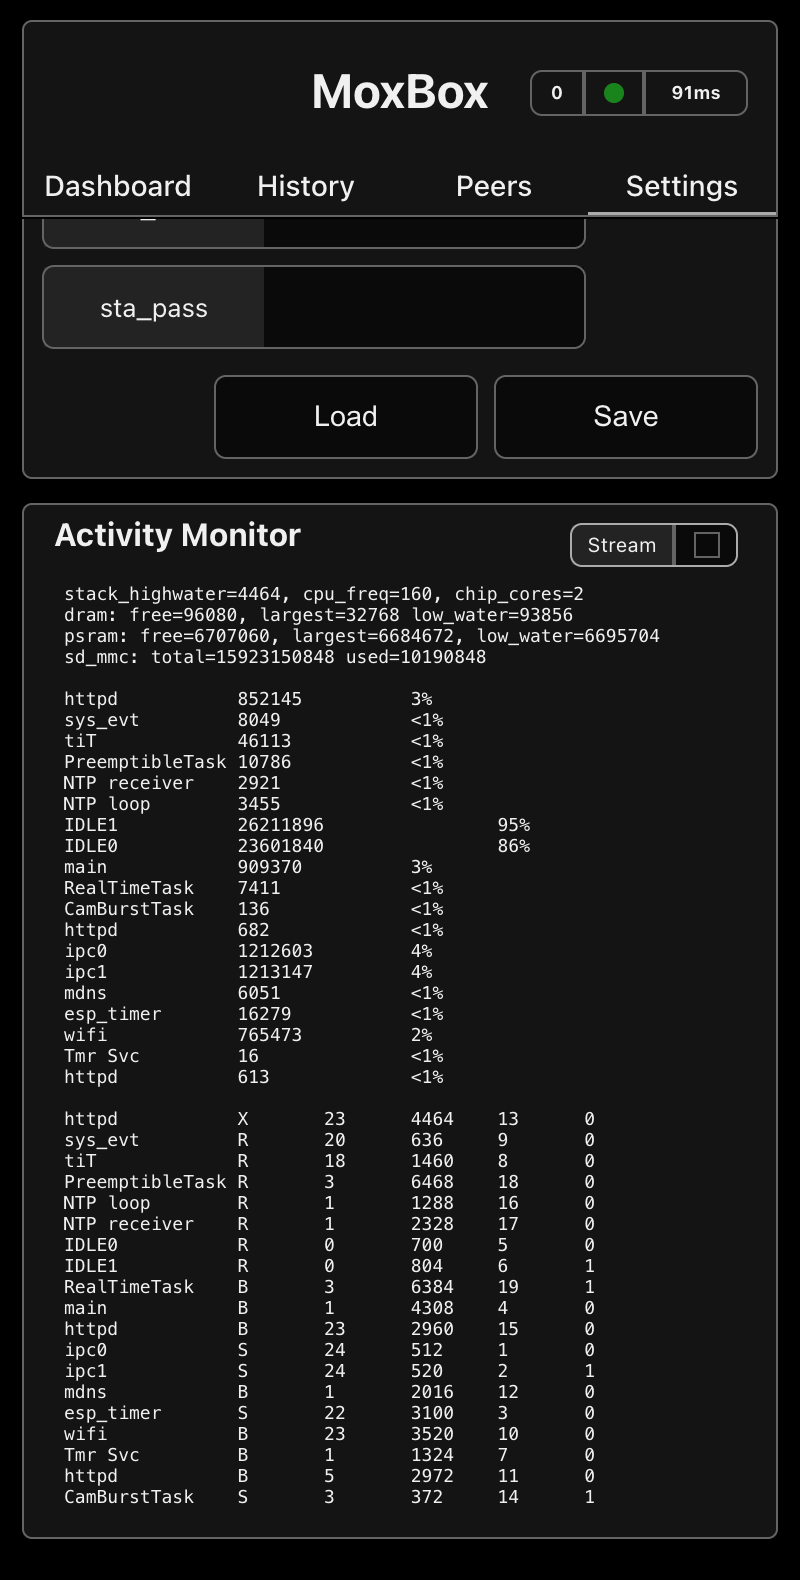 MoxBox
0
91ms
Dashboard History Peers Settings
sta_pass
Load Save
Activity Monitor
Stream
stack_highwater=4464, cpu_freq=160, chip_cores=2
dram: free=96080, largest=32768 low_water=93856
psram: free=6707060, largest=6684672, low_water=6695704
sd_mmc: total=15923150848 used=10190848
httpd 852145 3%
sys_evt 8049 <1%
tiT 46113 <1%
PreemptibleTask 10786 <1%
NTP receiver 2921 <1%
NTP loop 3455 <1%
IDLE1 26211896 95%
IDLE0 23601840 86%
main 909370 3%
RealTimeTask 7411 <1%
CamBurstTask 136 <1%
httpd 682 <1%
ipc0 1212603 4%
ipc1 1213147 4%
mdns 6051 <1%
esp_timer 16279 <1%
wifi 765473 2%
Tmr Svc 16 <1%
httpd 613 <1%
httpd X 23 4464 13 0
sys_evt R 20 636 9 0
tiT R 18 1460 8 0
PreemptibleTask R 3 6468 18 0
NTP loop R 1 1288 16 0
NTP receiver R 1 2328 17 0
IDLE0 R 0 700 5 0
IDLE1 R 0 804 6 1
RealTimeTask B 3 6384 19 1
main B 1 4308 4 0
httpd B 23 2960 15 0
ipc0 S 24 512 1 0
ipc1 S 24 520 2 1
mdns B 1 2016 12 0
esp_timer S 22 3100 3 0
wifi B 23 3520 10 0
Tmr Svc B 1 1324 7 0
httpd B 5 2972 11 0
CamBurstTask S 3 372 14 1